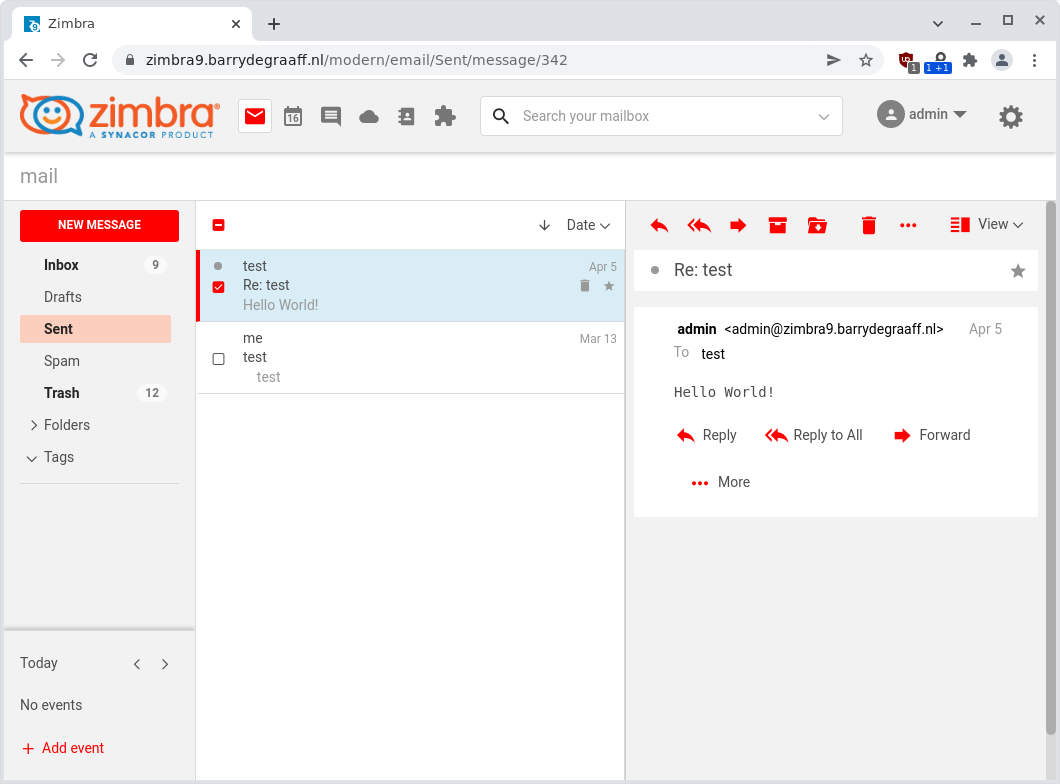 Zimbra
zimbra9.barrydegraaff.nl/modern/email/Sent/message/342
1
1 +1
zimbra
A SYNACOR PRODUCT
16
Search your mailbox
admin
mail
NEW MESSAGE
Inbox 9
Drafts
Sent
Spam
Trash 12
Folders
Tags
Today
No events
Add event
Date
test Apr 5
Re: test
Hello World!
me Mar 13
test
test
View
Re: test
admin <admin@zimbra9.barrydegraaff.nl> Apr 5
To test
Hello World!
Reply Reply to All Forward
More